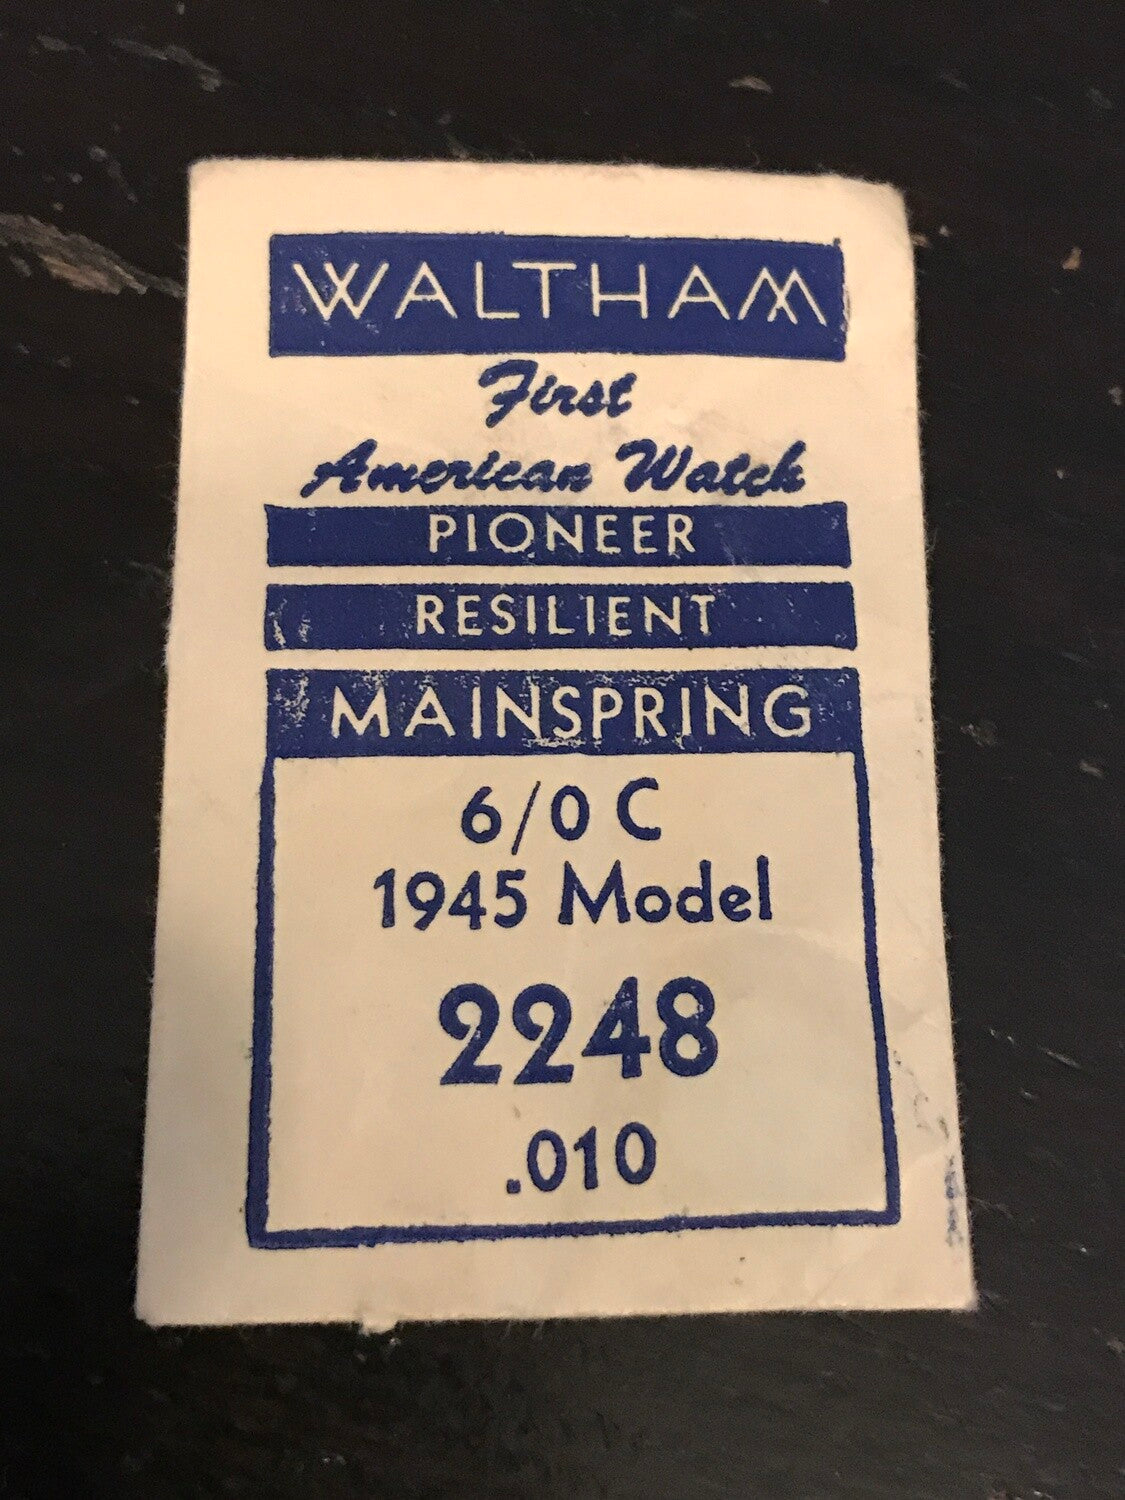 WALTHAM
First
American Watch
PIONEER
RESILIENT
MAINSPRING
6/0 C
1945 Model
2248
.010